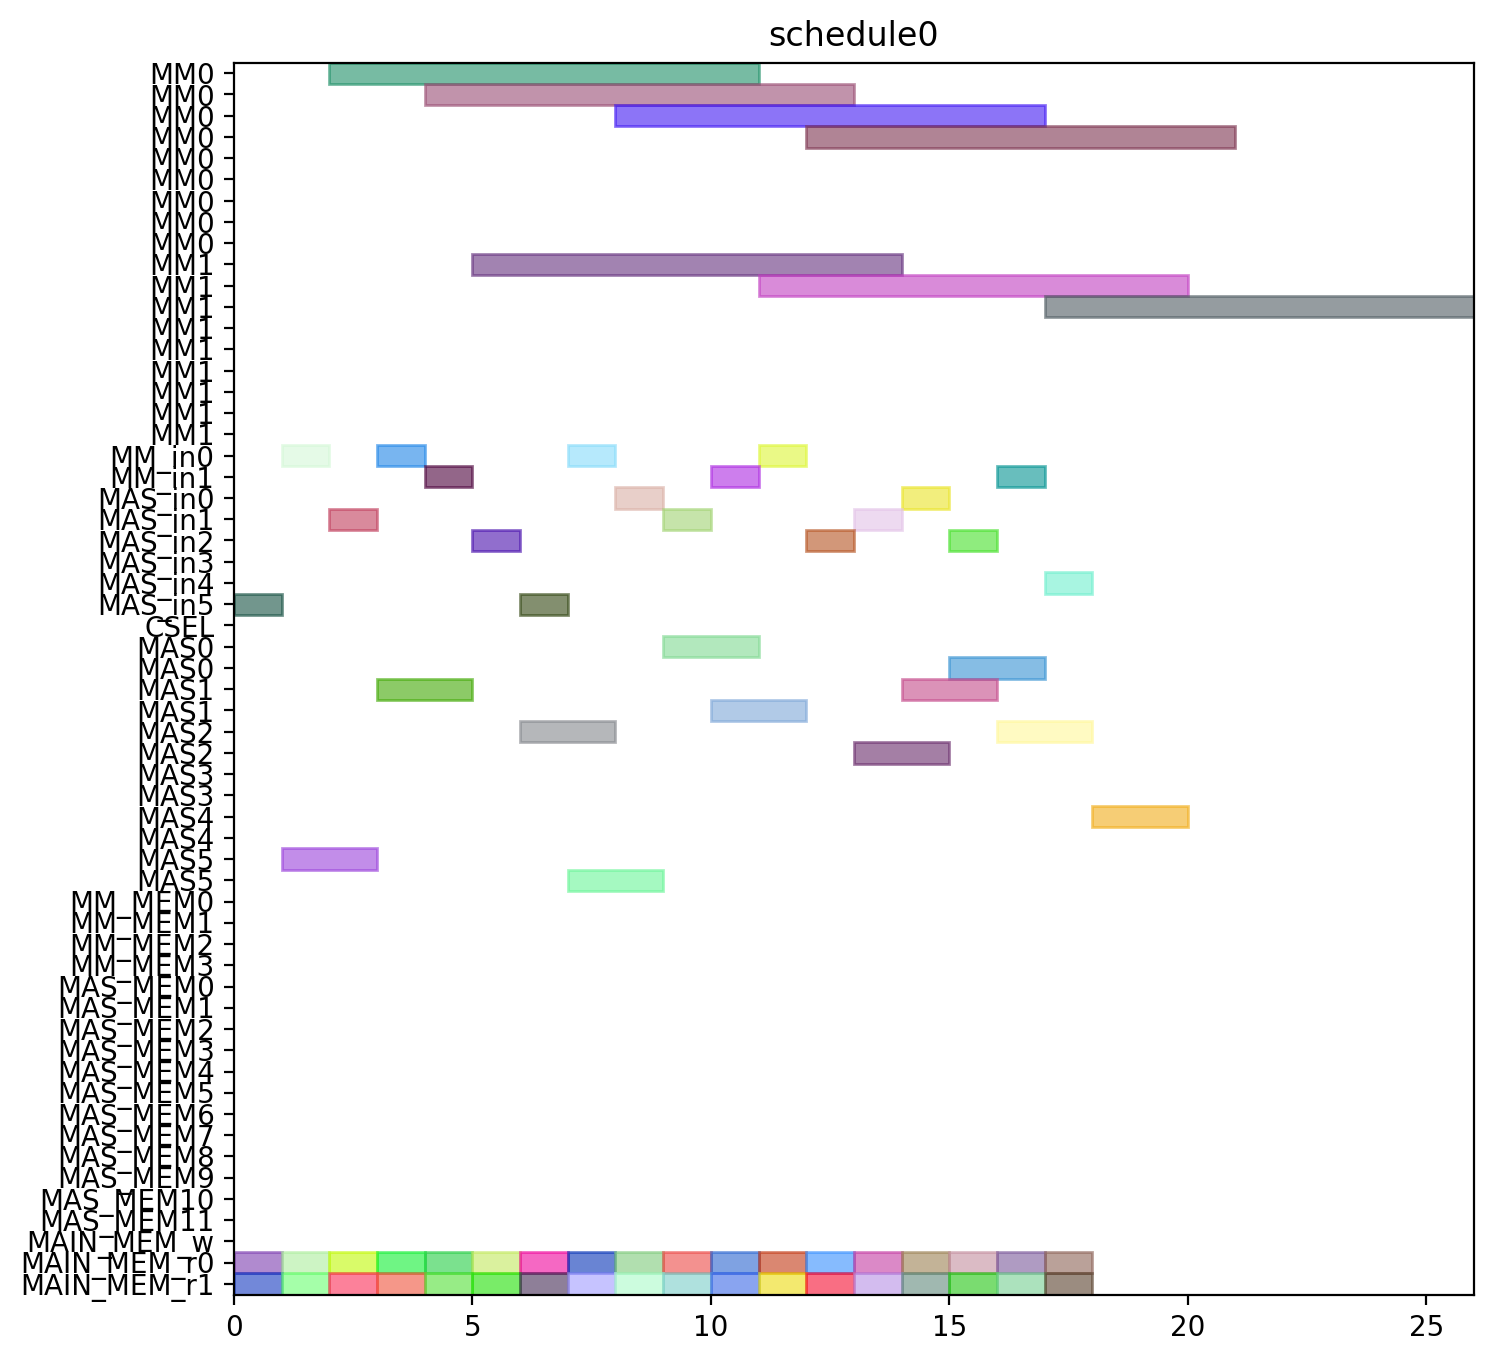 schedule0
MM0
MM0
MM0
MM0
MM0
MM0
MM0
MM0
MM0
MM1
MM1
MM1
MM1
MM1
MM1
MM1
MM1
MM1
MM_in0
MM_in1
MAS_in0
MAS_in1
MAS_in2
MAS_in3
MAS_in4
MAS_in5
CSEL
MAS0
MAS0
MAS1
MAS1
MAS2
MAS2
MAS3
MAS3
MAS4
MAS4
MAS5
MAS5
MM_MEM0
MM_MEM1
MM_MEM2
MM_MEM3
MAS_MEM0
MAS_MEM1
MAS_MEM2
MAS_MEM3
MAS_MEM4
MAS_MEM5
MAS_MEM6
MAS_MEM7
MAS_MEM8
MAS_MEM9
MAS_MEM10
MAS_MEM11
MAIN_MEM_w
MAIN_MEM_r0
MAIN_MEM_r1
0 5 10 15 20 25